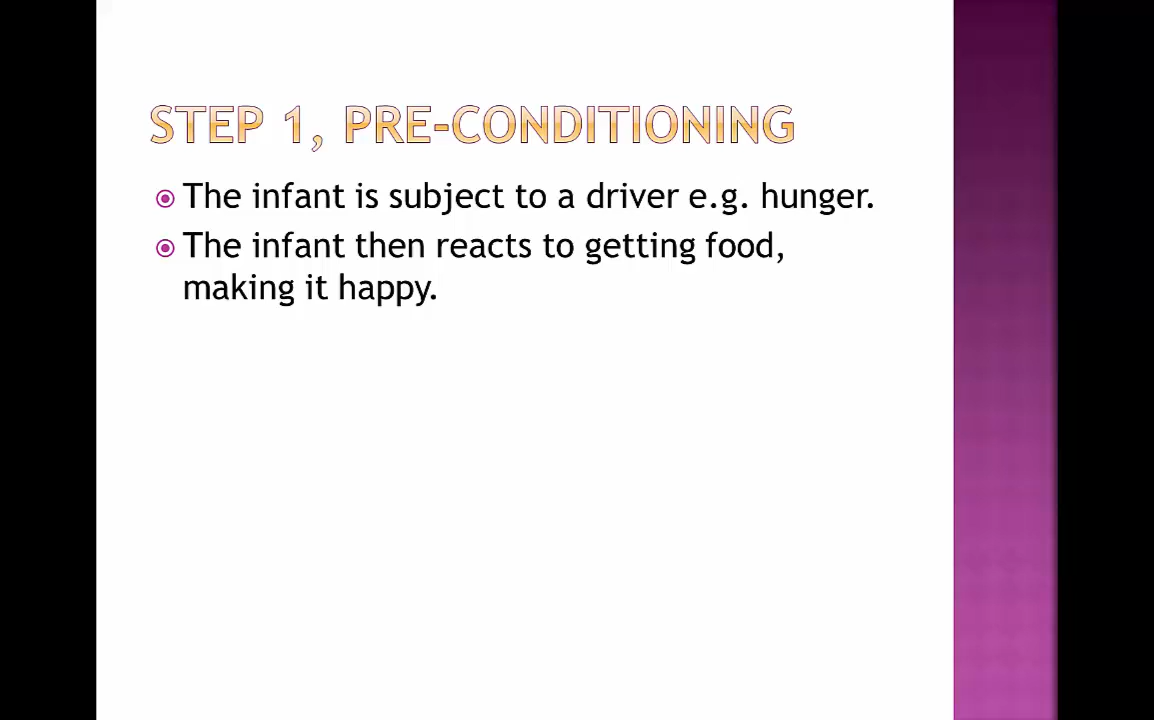 STEP 1, PRE-CONDITIONING
The infant is subject to a driver e.g. hunger.
The infant then reacts to getting food,
making it happy.